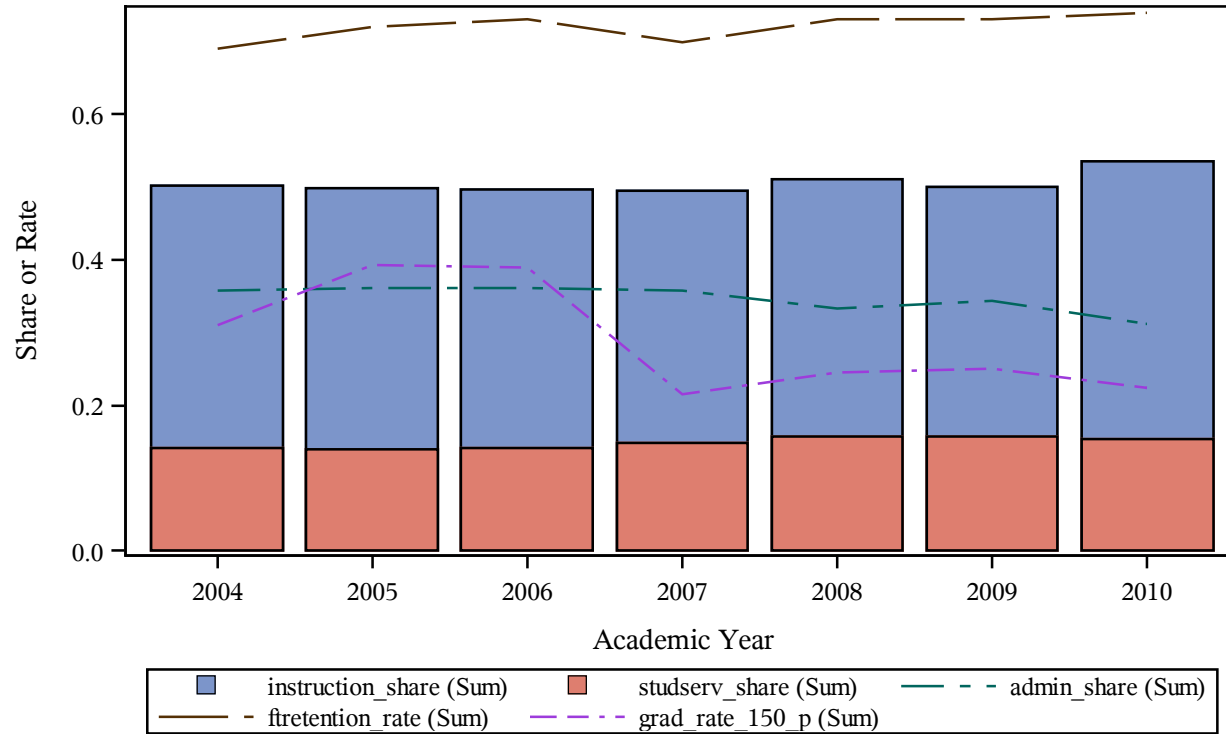 0.6
0.4
0.2
0.0
Share or Rate
2004 2005 2006 2007 2008 2009 2010
Academic Year
instruction_share (Sum) studserv_share (Sum) admin_share (Sum)
ftretention_rate (Sum) grad_rate_150_p (Sum)